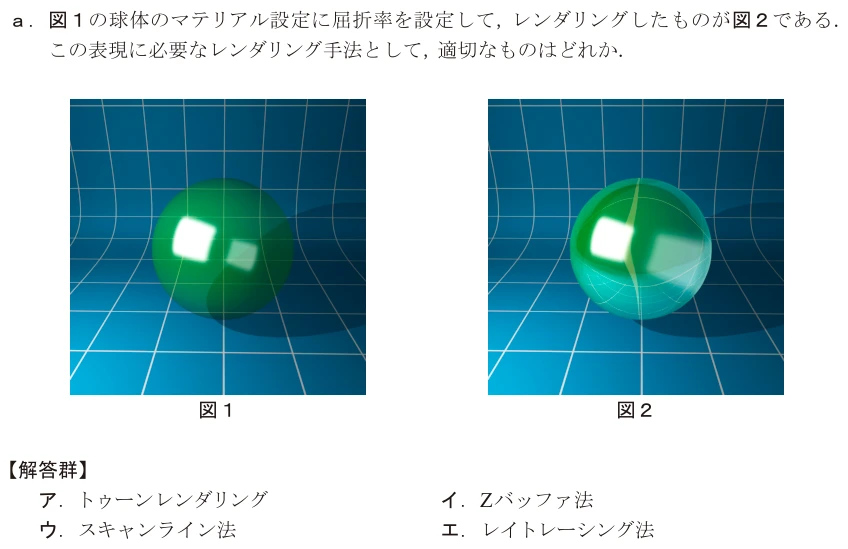 a．図1の球体のマテリアル設定に屈折率を設定して，レンダリングしたものが図2である．
この表現に必要なレンダリング手法として，適切なものはどれか．
図1
図2
【解答群】
ア．トゥーンレンダリング
イ．Zバッファ法
ウ．スキャンライン法
エ．レイトレーシング法